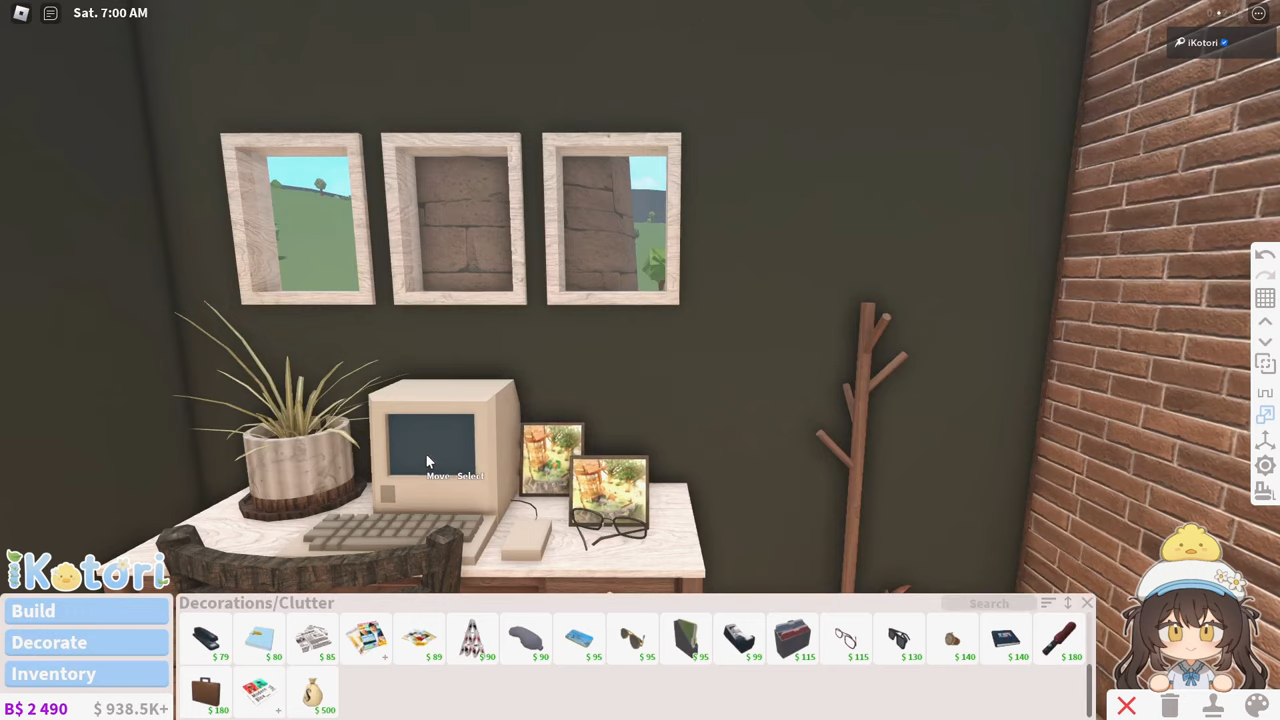 Sat. 7:00 AM
iKotori
Move Select
iKotori
Build
Decorate
Inventory
B$ 2 490 $ 938.5K+
Decorations/Clutter
Search
$ 79 $ 80 $ 85 + $ 89 $ 90 $ 90 $ 95 $ 95 $ 95 $ 99 $ 115 $ 115 $ 130 $ 140 $ 140 $ 180
$ 180 + $ 500